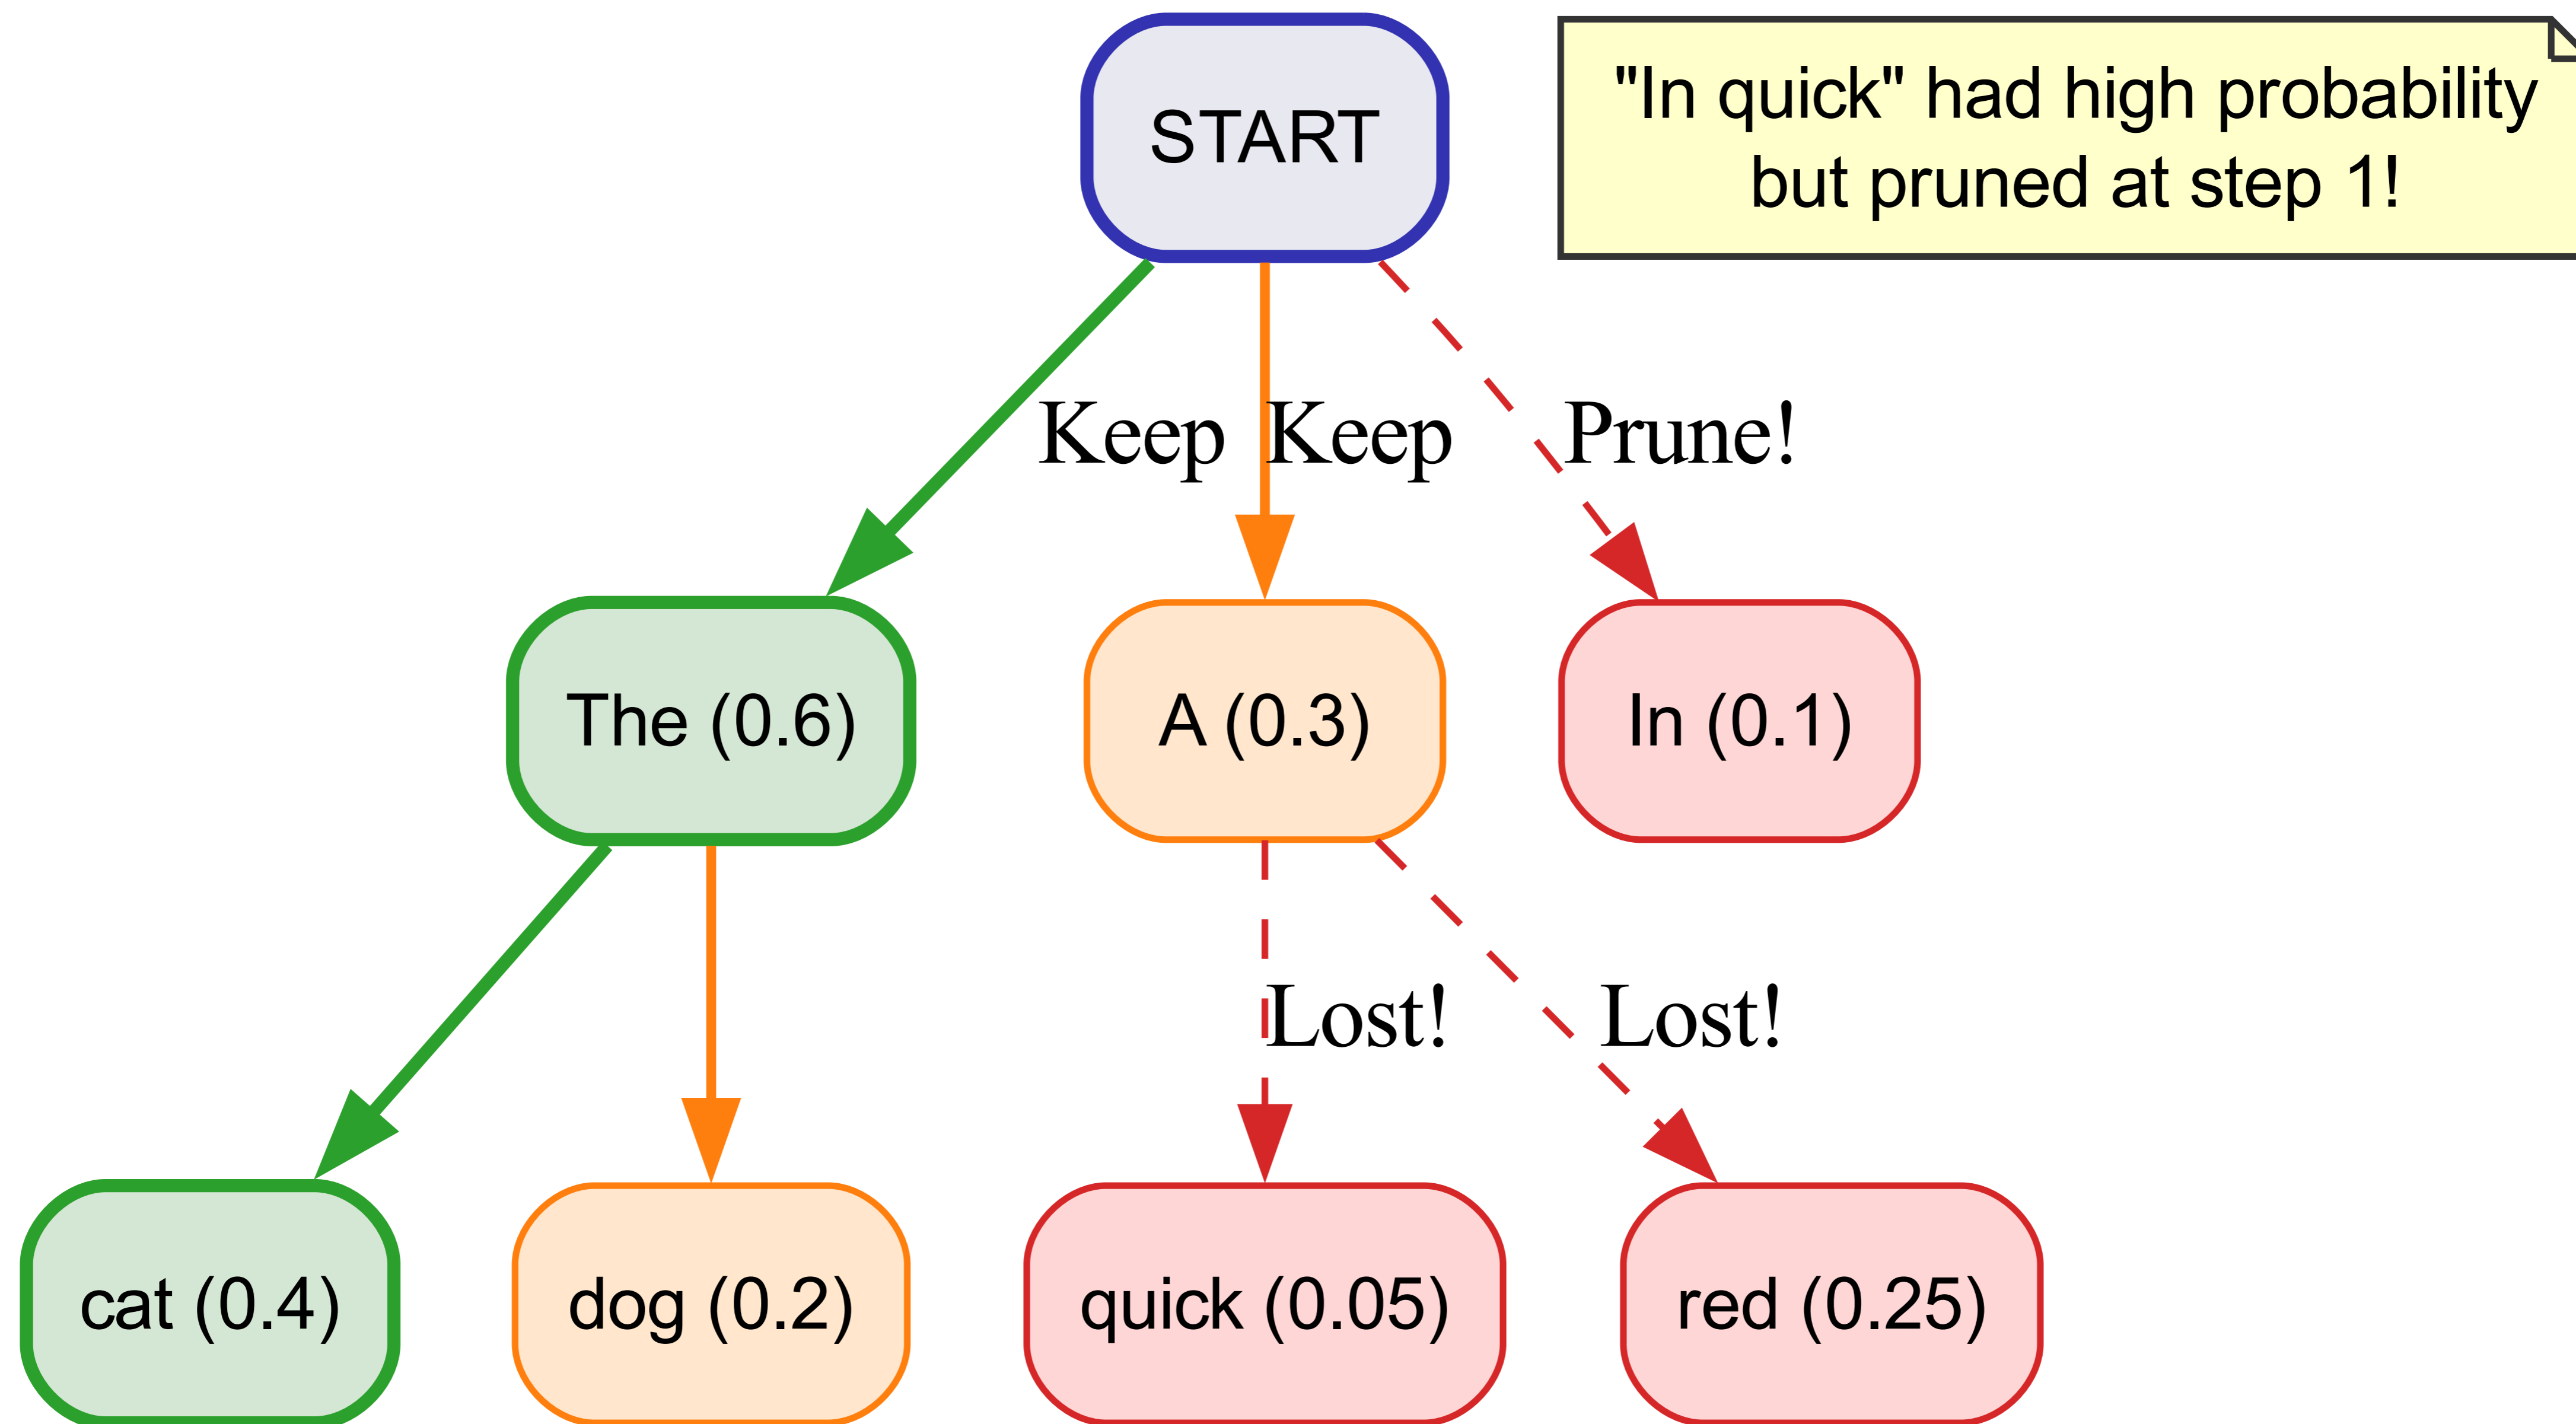 START
"In quick" had high probability
but pruned at step 1!
Keep
Keep
Prune!
The (0.6)
A (0.3)
In (0.1)
Lost!
Lost!
cat (0.4)
dog (0.2)
quick (0.05)
red (0.25)